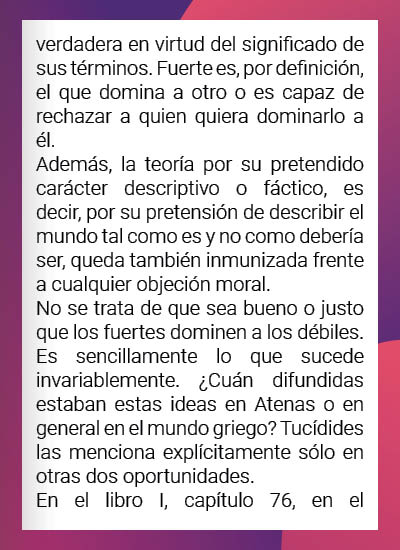 verdadera en virtud del significado de
sus términos. Fuerte es, por definición,
el que domina a otro o es capaz de
rechazar a quien quiera dominarlo a
él.
Además, la teoría por su pretendido
carácter descriptivo o fáctico, es
decir, por su pretensión de describir el
mundo tal como es y no como debería
ser, queda también inmunizada frente
a cualquier objeción moral.
No se trata de que sea bueno o justo
que los fuertes dominen a los débiles.
Es sencillamente lo que sucede
invariablemente. ¿Cuán difundidas
estaban estas ideas en Atenas o en
general en el mundo griego? Tucídides
las menciona explícitamente sólo en
otras dos oportunidades.
En el libro I, capítulo 76, en el